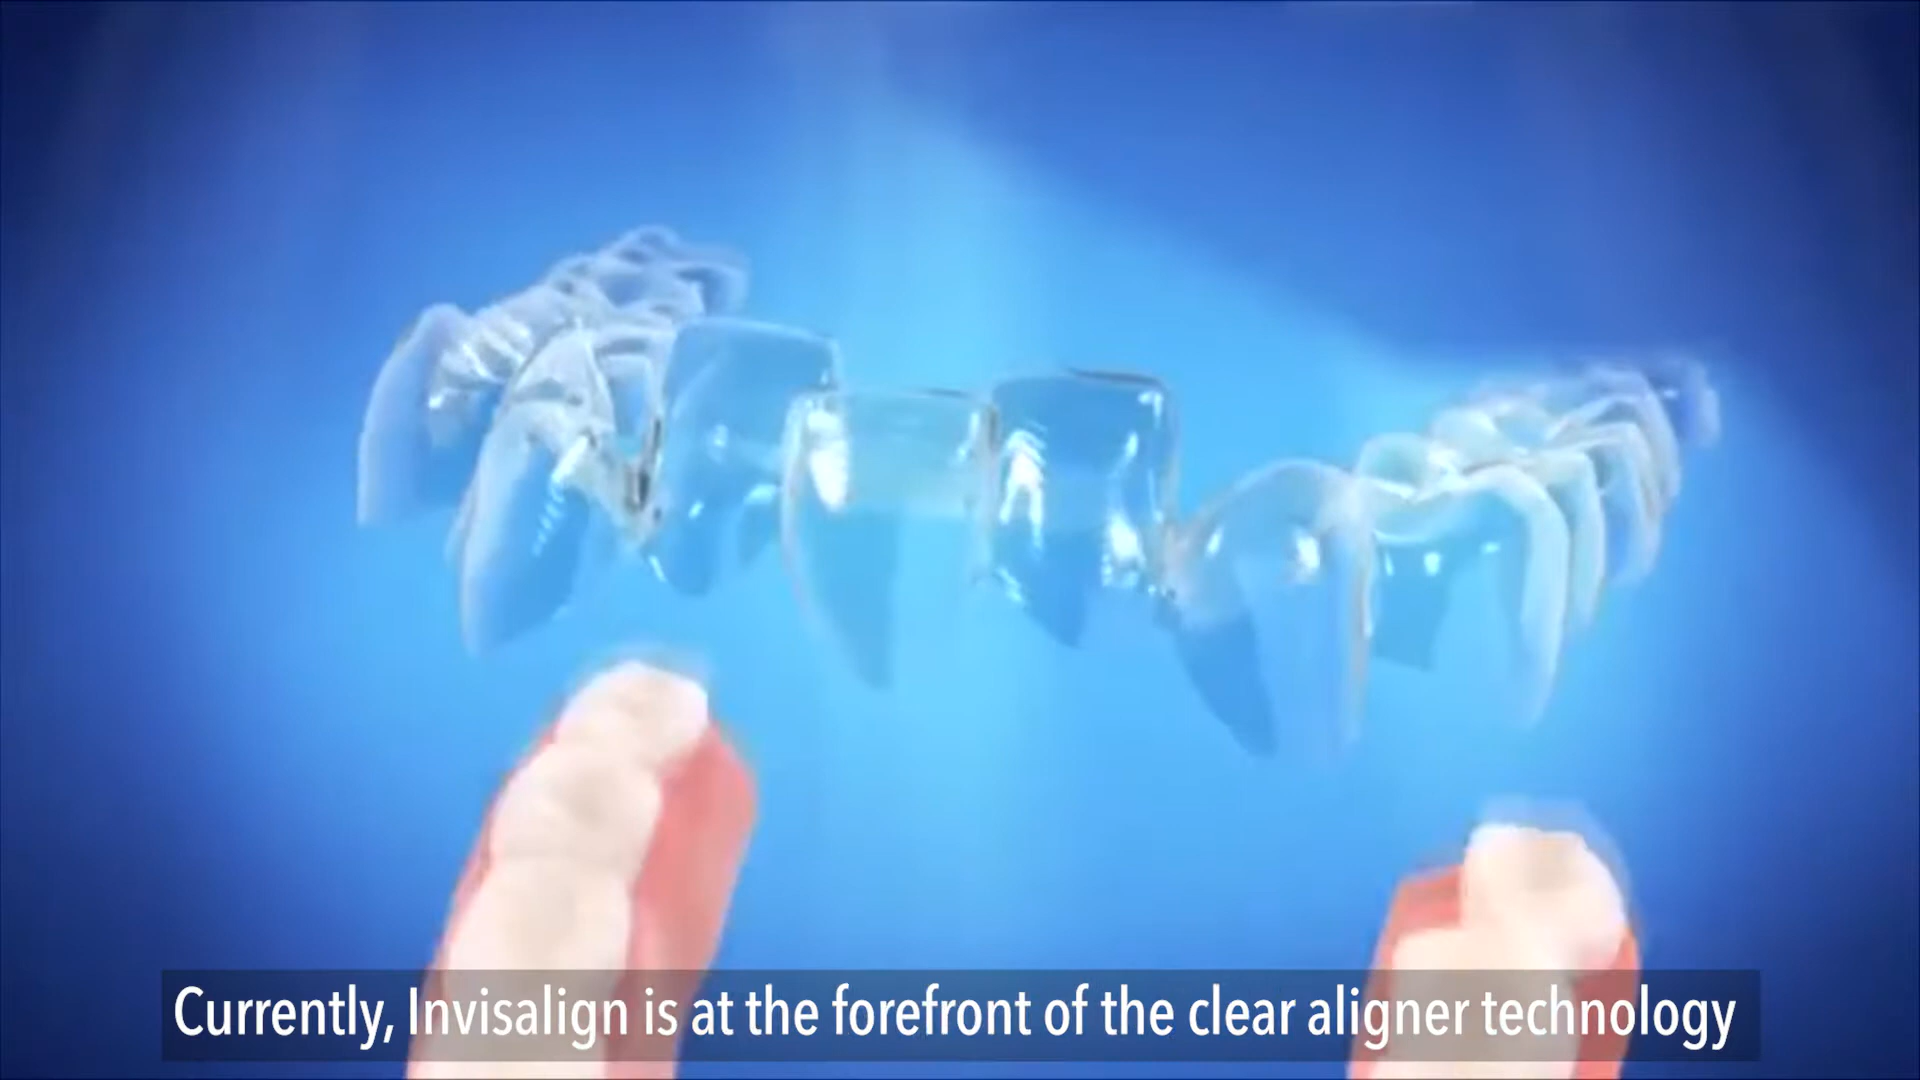 Currently, Invisalign is at the forefront of the clear aligner technology